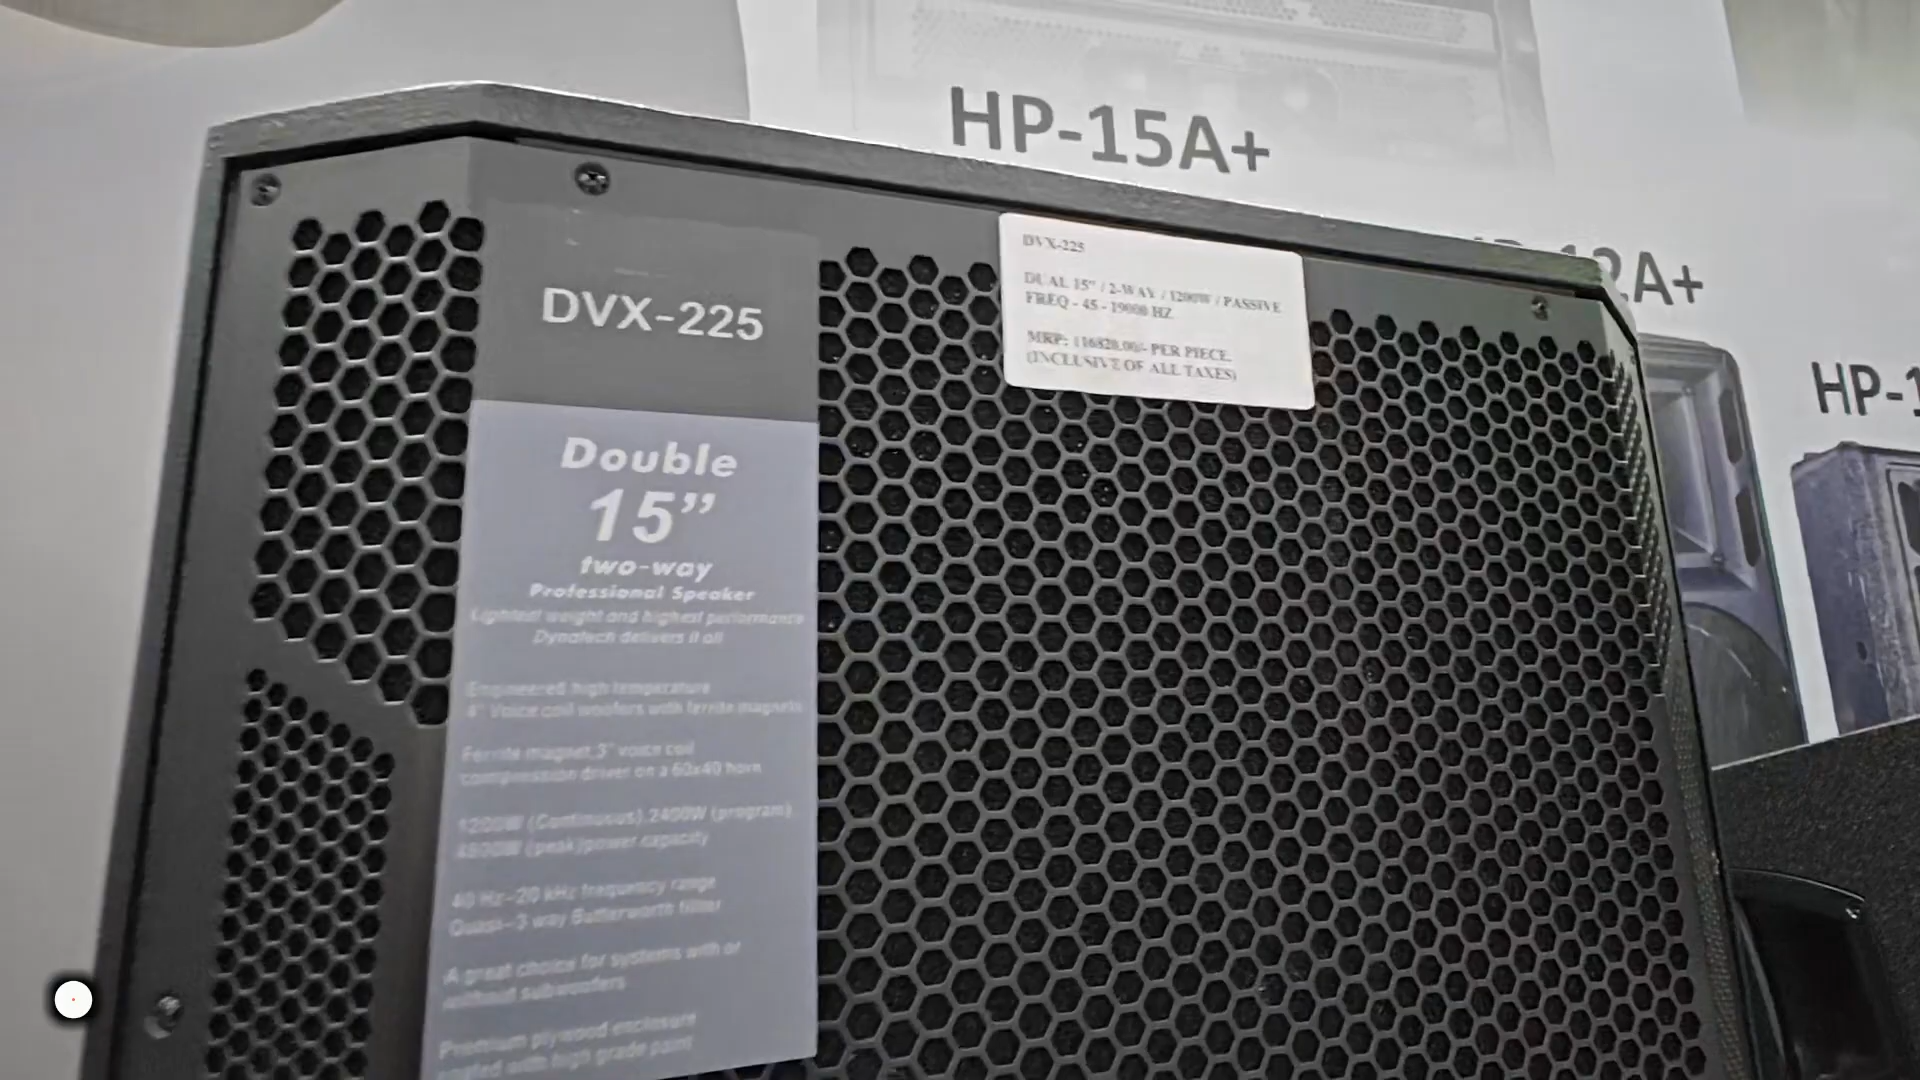 HP-15A+
2A+
HP-1
DVX-225
DUAL 15" / 2-WAY / 1200W / PASSIVE
FREQ - 45 - 19000 HZ
MRP: 116820.00/- PER PIECE.
(INCLUSIVE OF ALL TAXES)
DVX-225
Double
15”
two-way
Professional Speaker
Lightest weight and highest performance
Dynatech delivers it all
Engineered high temperature
4" Voice coil woofers with ferrite magnets
Ferrite magnet 3" voice coil
compression driver on a 60x40 horn
1200W (Continuous) 2400W (program)
4800W (peak) power capacity
40 Hz-20 kHz frequency range
Quasi-3 way Butterworth filter
A great choice for systems with or
without subwoofers
Premium plywood enclosure
coated with high grade paint